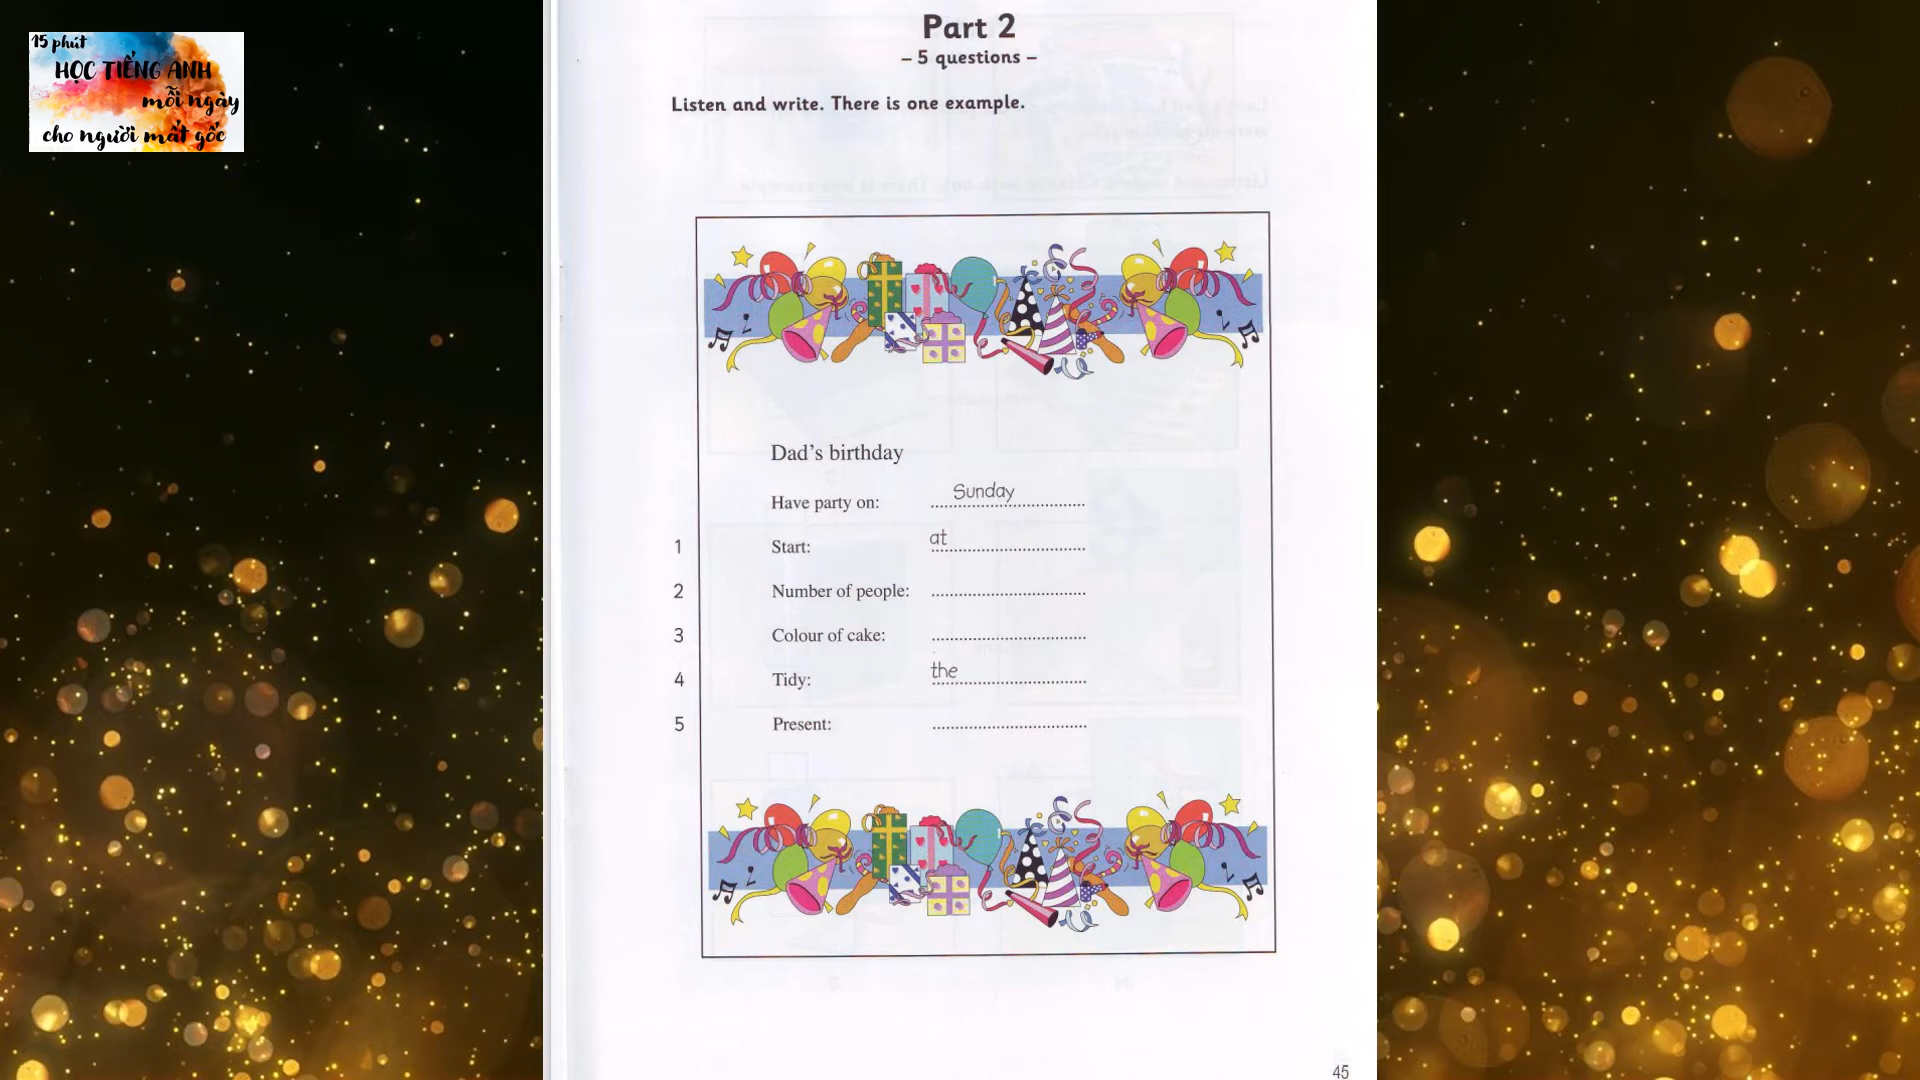 15 phút
HỌC TIẾNG ANH
mỗi ngày
cho người mất gốc
Part 2
– 5 questions –
Listen and write. There is one example.
Dad's birthday
Have party on: Sunday
1 Start: at
2 Number of people:
3 Colour of cake:
4 Tidy: the
5 Present:
45